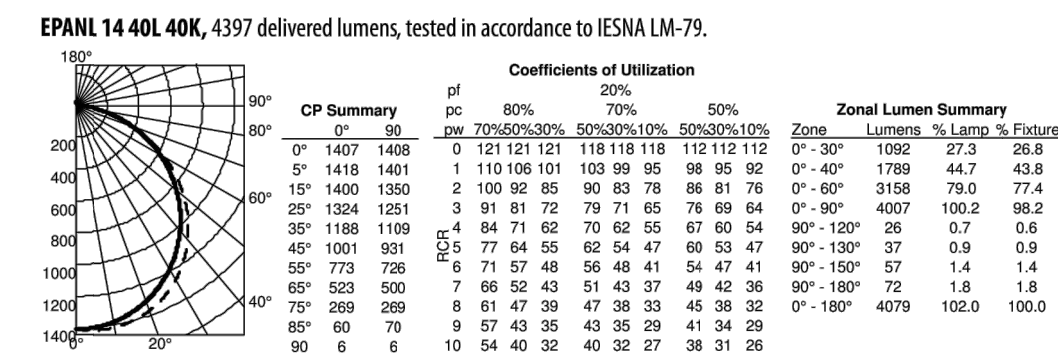 EPANL 14 40L 40K, 4397 delivered lumens, tested in accordance to IESNA LM-79.
180°
90°
80°
60°
40°
200
400
600
800
1000
1200
1400
0°
20°
CP Summary
0° 90
0° 1407 1408
5° 1418 1401
15° 1400 1350
25° 1324 1251
35° 1188 1109
45° 1001 931
55° 773 726
65° 523 500
75° 269 269
85° 60 70
90 6 6
Coefficients of Utilization
pf 20%
pc 80% 70% 50%
pw 70%50%30% 50%30%10% 50%30%10%
RCR
0 121 121 121 118 118 118 112 112 112
1 110 106 101 103 99 95 98 95 92
2 100 92 85 90 83 78 86 81 76
3 91 81 72 79 71 65 76 69 64
4 84 71 62 70 62 55 67 60 54
5 77 64 55 62 54 47 60 53 47
6 71 57 48 56 48 41 54 47 41
7 66 52 43 51 43 37 49 42 36
8 61 47 39 47 38 33 45 38 32
9 57 43 35 43 35 29 41 34 29
10 54 40 32 40 32 27 38 31 26
Zonal Lumen Summary
Zone Lumens % Lamp % Fixture
0° - 30° 1092 27.3 26.8
0° - 40° 1789 44.7 43.8
0° - 60° 3158 79.0 77.4
0° - 90° 4007 100.2 98.2
90° - 120° 26 0.7 0.6
90° - 130° 37 0.9 0.9
90° - 150° 57 1.4 1.4
90° - 180° 72 1.8 1.8
0° - 180° 4079 102.0 100.0